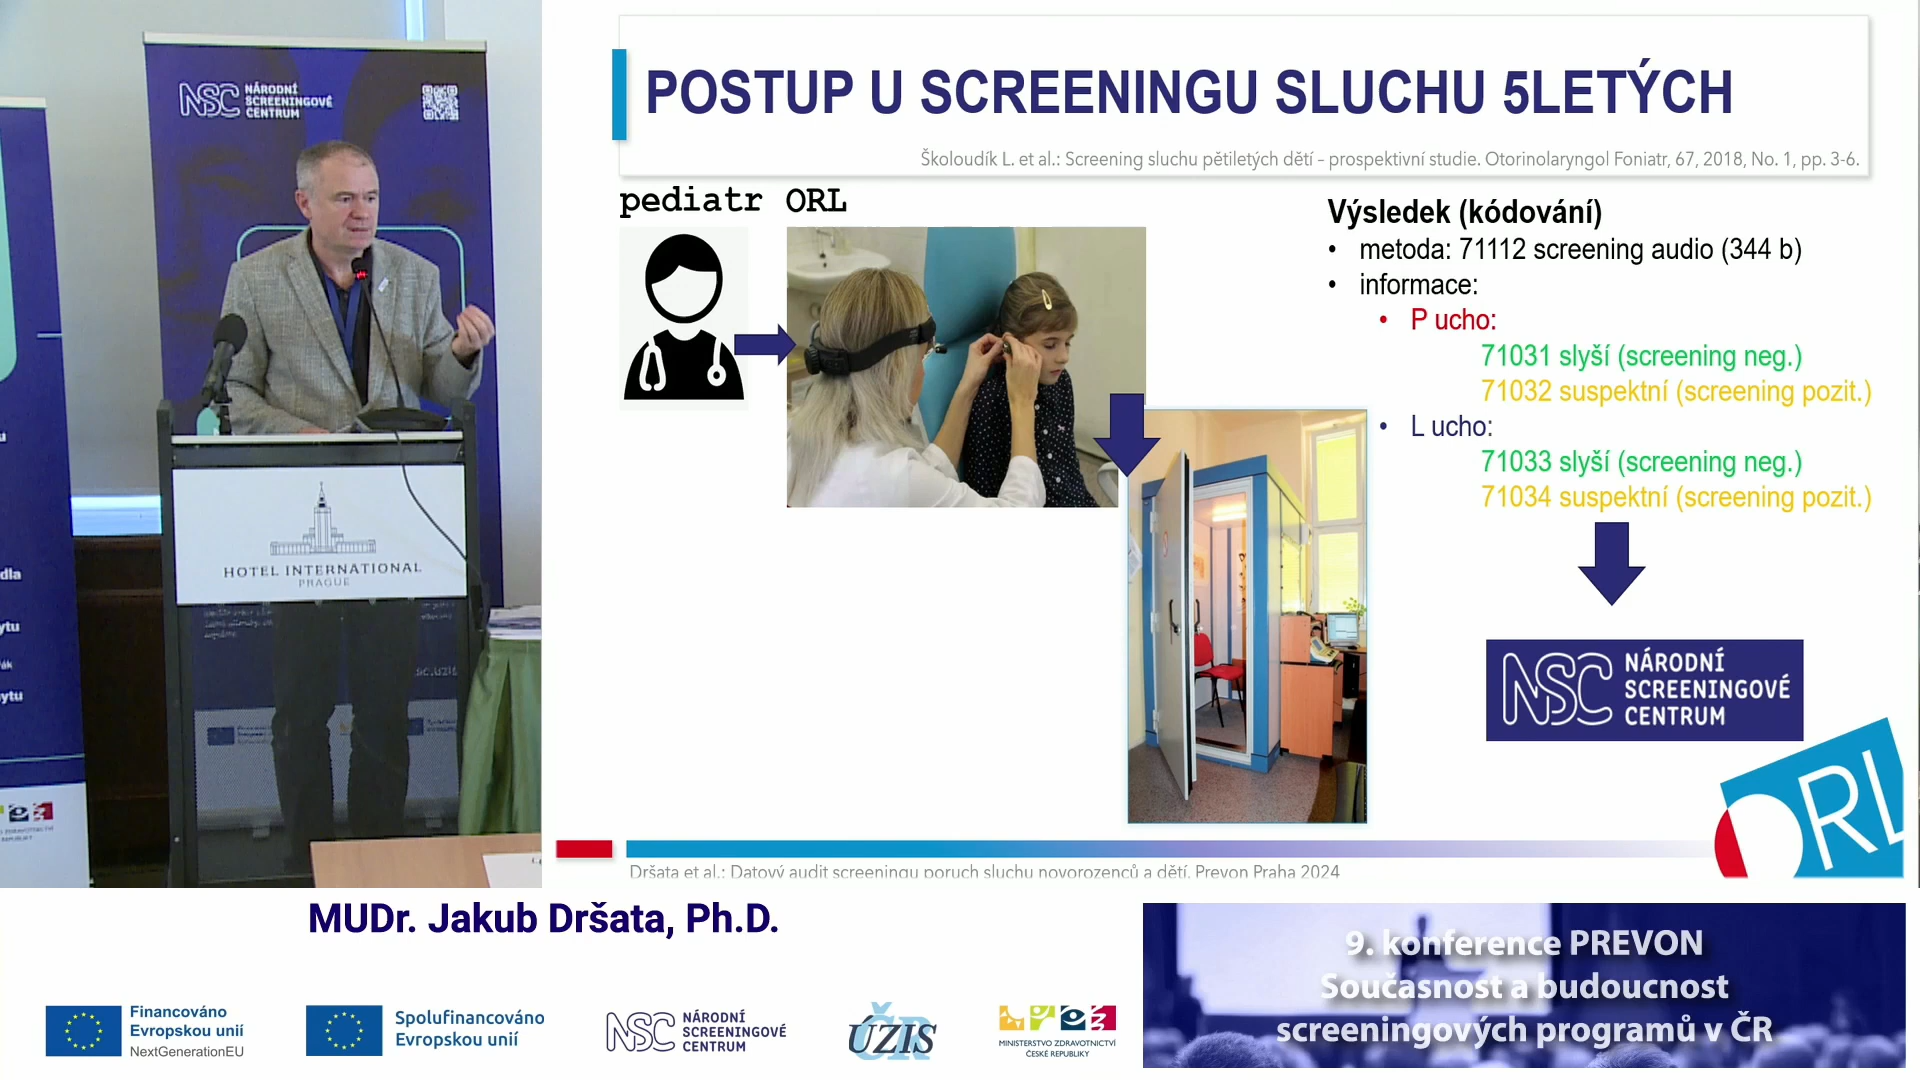 NSC NÁRODNÍ
SCREENINGOVÉ
CENTRUM
HOTEL INTERNATIONAL
PRAGUE
POSTUP U SCREENINGU SLUCHU 5LETÝCH
Školoudík L. et al.: Screening sluchu pětiletých dětí – prospektivní studie. Otorinolaryngol Foniatr, 67, 2018, No. 1, pp. 3-6.
pediatr ORL
Výsledek (kódování)
• metoda: 71112 screening audio (344 b)
• informace:
• P ucho:
71031 slyší (screening neg.)
71032 suspektní (screening pozit.)
• L ucho:
71033 slyší (screening neg.)
71034 suspektní (screening pozit.)
NSC NÁRODNÍ
SCREENINGOVÉ
CENTRUM
ORL
Dršata et al.: Datový audit screeningu poruch sluchu novorozenců a dětí. Prevon Praha 2024
MUDr. Jakub Dršata, Ph.D.
9. konference PREVON
Současnost a budoucnost
screeningových programů v ČR
Financováno
Evropskou unií
NextGenerationEU
Spolufinancováno
Evropskou unií
NSC NÁRODNÍ
SCREENINGOVÉ
CENTRUM
ÚZIS
ČR
MINISTERSTVO ZDRAVOTNICTVÍ
ČESKÉ REPUBLIKY